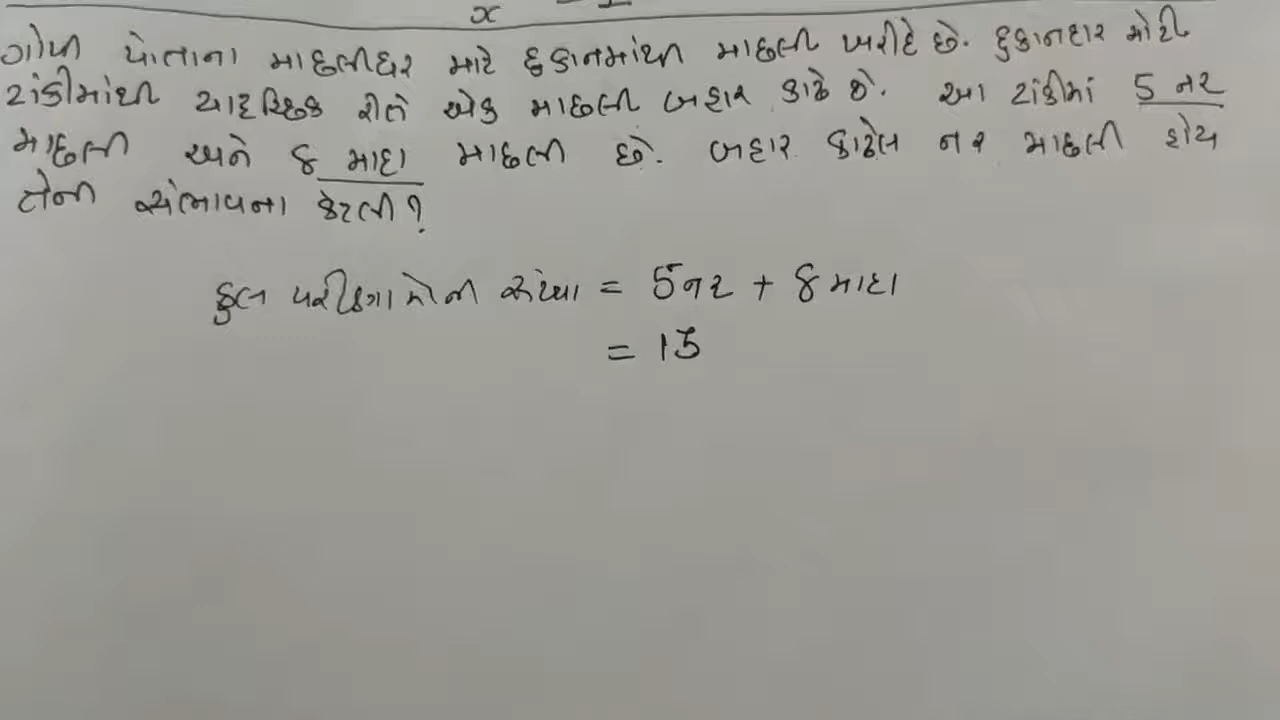 x
ગોપી પોતાના માછલીઘર માટે દુકાનમાંથી માછલી ખરીદે છે. દુકાનદાર મોટી
ટાંકીમાંથી યાદચ્છિક રીતે એક માછલી બહાર કાઢે છે. આ ટાંકીમાં 5 નર
માછલી અને 8 માદા માછલી છે. બહાર કાઢેલ નર માછલી હોય
તેની સંભાવના કેટલી?
કુલ પરીણામોની સંખ્યા = 5 નર + 8 માદા
= 13